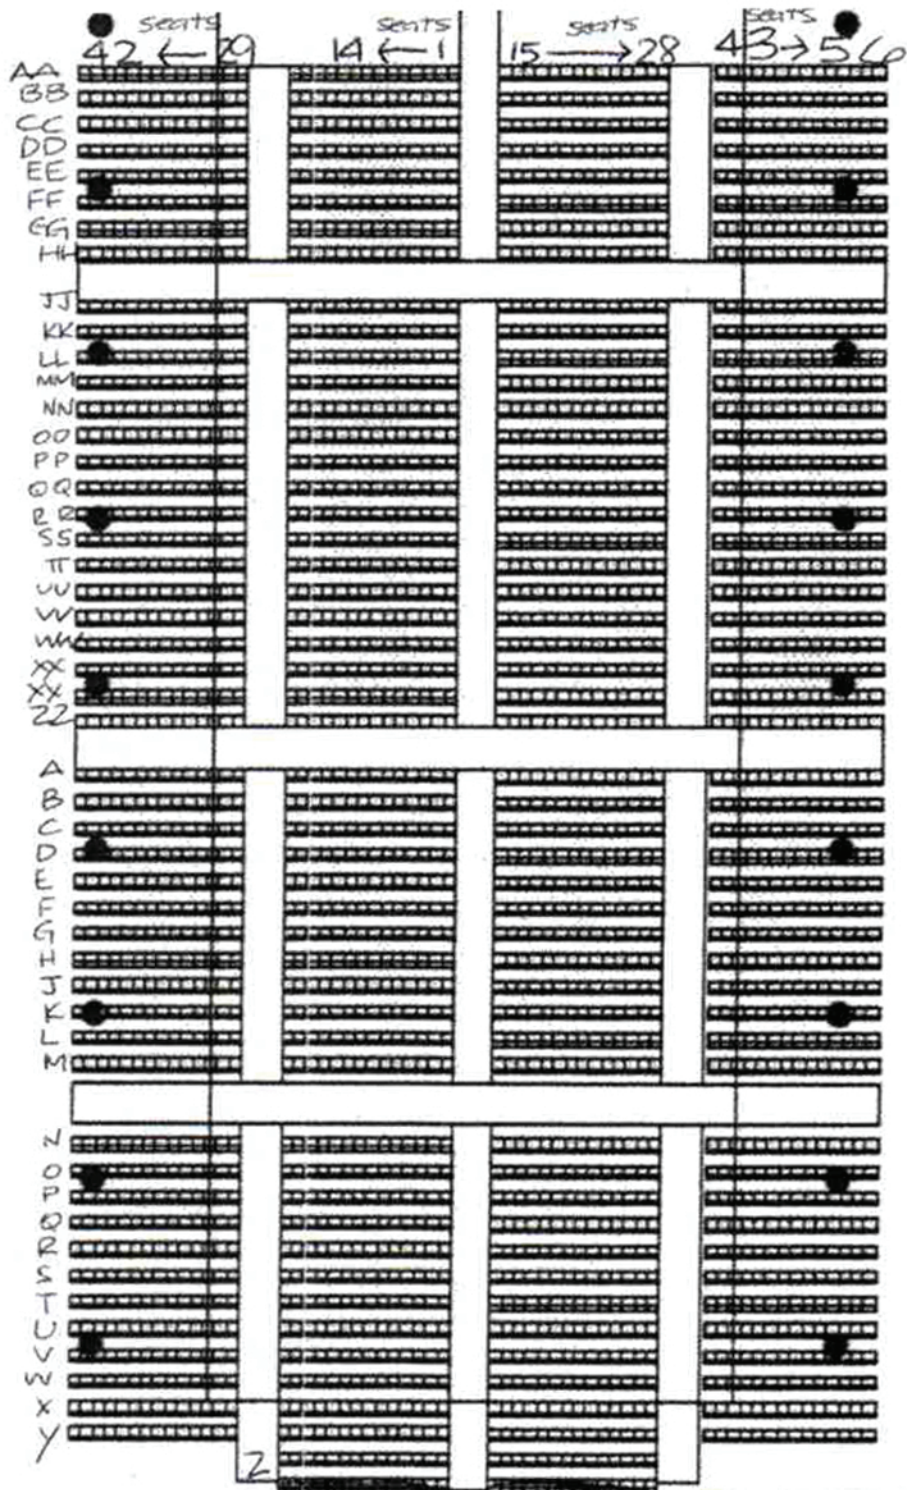 seats seats seats seats
42 ← 29 14 ← 1 15 → 28 43 → 56
AA
BB
CC
DD
EE
FF
GG
HH
JJ
KK
LL
MM
NN
OO
PP
QQ
RR
SS
TT
UU
VV
WW
XX
XX
ZZ
A
B
C
D
E
F
G
H
J
K
L
M
N
O
P
Q
R
S
T
U
V
W
X
Y
Z